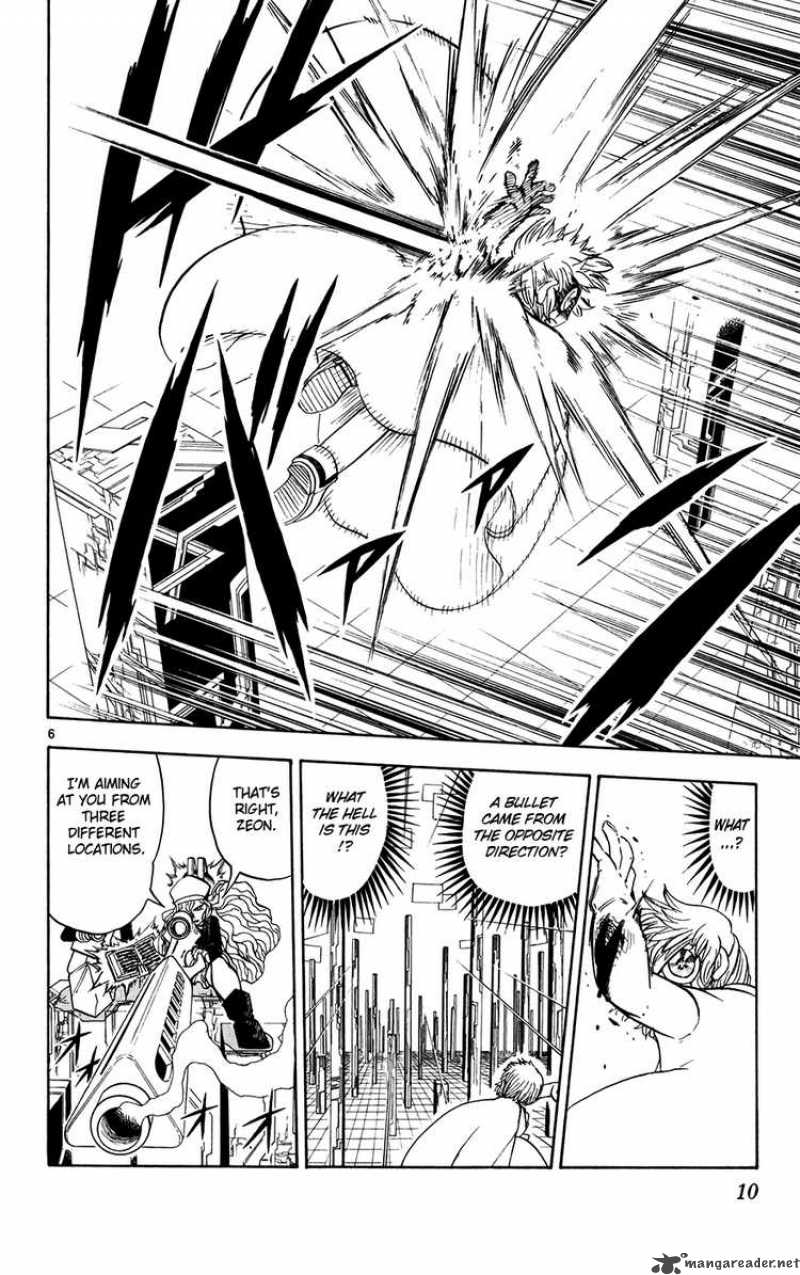 6
WHAT
...?
A BULLET
CAME FROM
THE OPPOSITE
DIRECTION?
WHAT
THE HELL
IS THIS
!?
THAT'S
RIGHT,
ZEON.
I'M AIMING
AT YOU FROM
THREE
DIFFERENT
LOCATIONS.
10
mangareader.net